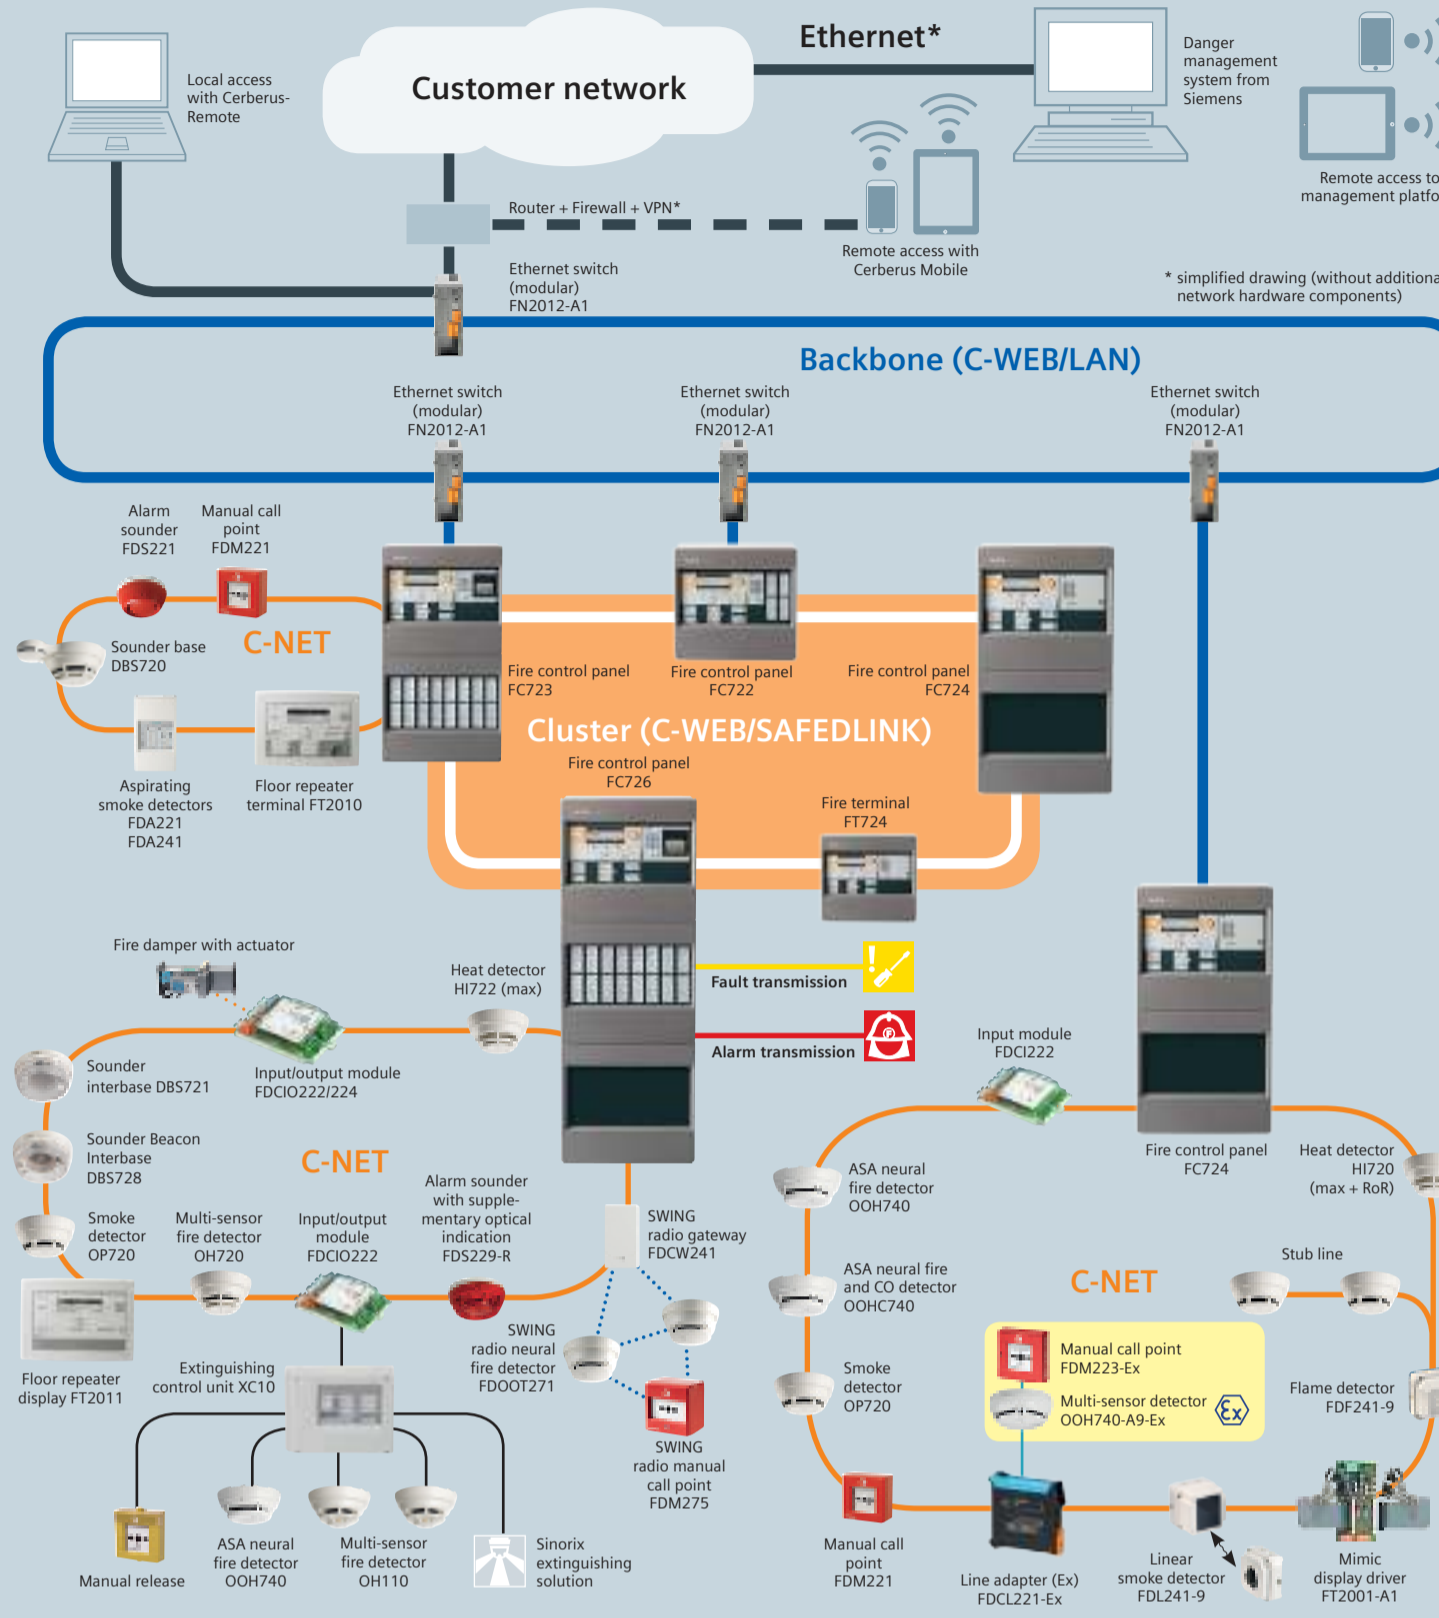 Local access
with Cerberus-
Remote
Customer network
Ethernet*
Danger
management
system from
Siemens
Remote access to
management platfo
Router + Firewall + VPN*
Remote access with
Cerberus Mobile
Ethernet switch
(modular)
FN2012-A1
* simplified drawing (without additiona
network hardware components)
Backbone (C-WEB/LAN)
Ethernet switch
(modular)
FN2012-A1
Ethernet switch
(modular)
FN2012-A1
Ethernet switch
(modular)
FN2012-A1
Alarm
sounder
FDS221
Manual call
point
FDM221
C-NET
Sounder base
DBS720
Aspirating
smoke detectors
FDA221
FDA241
Floor repeater
terminal FT2010
Fire control panel
FC723
Fire control panel
FC722
Fire control panel
FC724
Cluster (C-WEB/SAFEDLINK)
Fire control panel
FC726
Fire terminal
FT724
Fire damper with actuator
Heat detector
HI722 (max)
Fault transmission
Alarm transmission
F
Sounder
interbase DBS721
Input/output module
FDCIO222/224
Sounder Beacon
Interbase
DBS728
C-NET
Smoke
detector
OP720
Multi-sensor
fire detector
OH720
Input/output
module
FDCIO222
Alarm sounder
with supple-
mentary optical
indication
FDS229-R
SWING
radio gateway
FDCW241
Floor repeater
display FT2011
Extinguishing
control unit XC10
SWING
radio neural
fire detector
FDOOT271
SWING
radio manual
call point
FDM275
Manual release
ASA neural
fire detector
OOH740
Multi-sensor
fire detector
OH110
Sinorix
extinguishing
solution
Input module
FDCI222
Fire control panel
FC724
Heat detector
HI720
(max + RoR)
ASA neural
fire detector
OOH740
ASA neural fire
and CO detector
OOHC740
C-NET
Stub line
Smoke
detector
OP720
Manual call point
FDM223-Ex
Multi-sensor detector
OOH740-A9-Ex
Ex
Flame detector
FDF241-9
Manual call
point
FDM221
Line adapter (Ex)
FDCL221-Ex
Linear
smoke detector
FDL241-9
Mimic
display driver
FT2001-A1